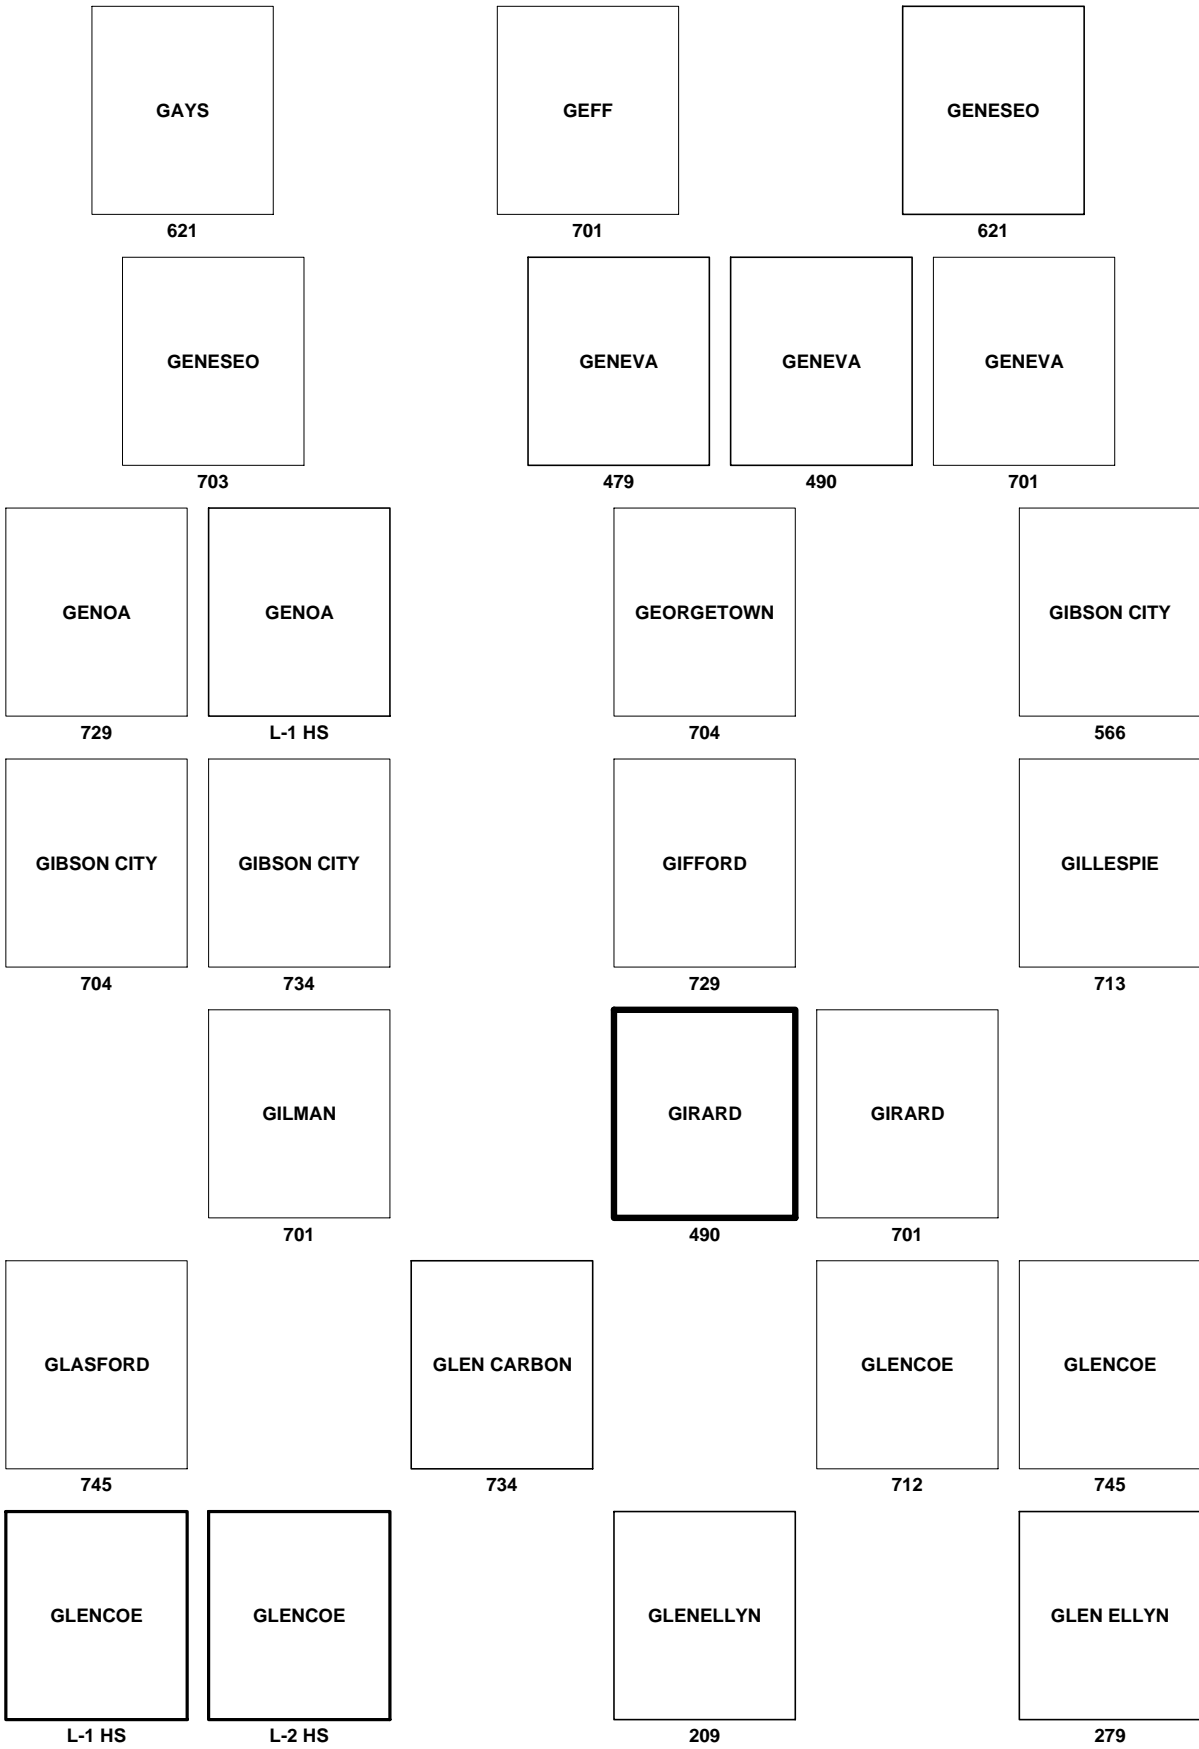 GAYS GEFF GENESEO
621 701 621
GENESEO GENEVA GENEVA GENEVA
703 479 490 701
GENOA GENOA GEORGETOWN GIBSON CITY
729 L-1 HS 704 566
GIBSON CITY GIBSON CITY GIFFORD GILLESPIE
704 734 729 713
GILMAN GIRARD GIRARD
701 490 701
GLASFORD GLEN CARBON GLENCOE GLENCOE
745 734 712 745
GLENCOE GLENCOE GLENELLYN GLEN ELLYN
L-1 HS L-2 HS 209 279